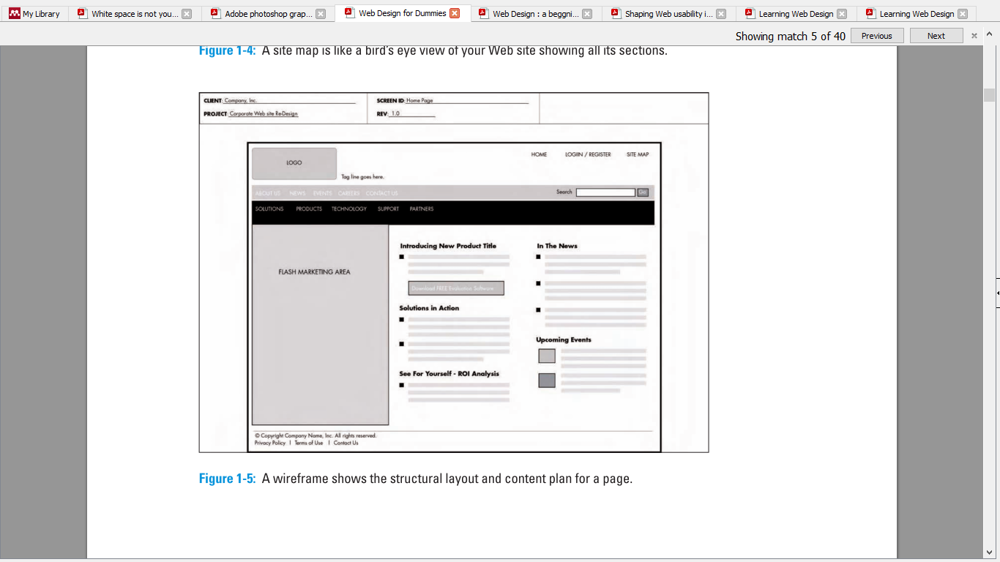 My Library White space is not you... Adobe photoshop grap... Web Design for Dummies Web Design : a beggni... Shaping Web usability i... Learning Web Design Learning Web Design
Showing match 5 of 40 Previous Next
Figure 1-4: A site map is like a bird's eye view of your Web site showing all its sections.
CLIENT: Company, Inc. SCREEN ID: Home Page
PROJECT: Corporate Web site Re-Design REV: 1.0
LOGO
HOME LOGIIN / REGISTER SITE MAP
Tag line goes here.
ABOUT US NEWS EVENTS CAREERS CONTACT US Search Go
SOLUTIONS PRODUCTS TECHNOLOGY SUPPORT PARTNERS
FLASH MARKETING AREA
Introducing New Product Title
Download FREE Evaluation Software
Solutions in Action
See For Yourself - ROI Analysis
In The News
Upcoming Events
© Copyright Company Name, Inc. All rights reserved.
Privacy Policy | Terms of Use | Contact Us
Figure 1-5: A wireframe shows the structural layout and content plan for a page.